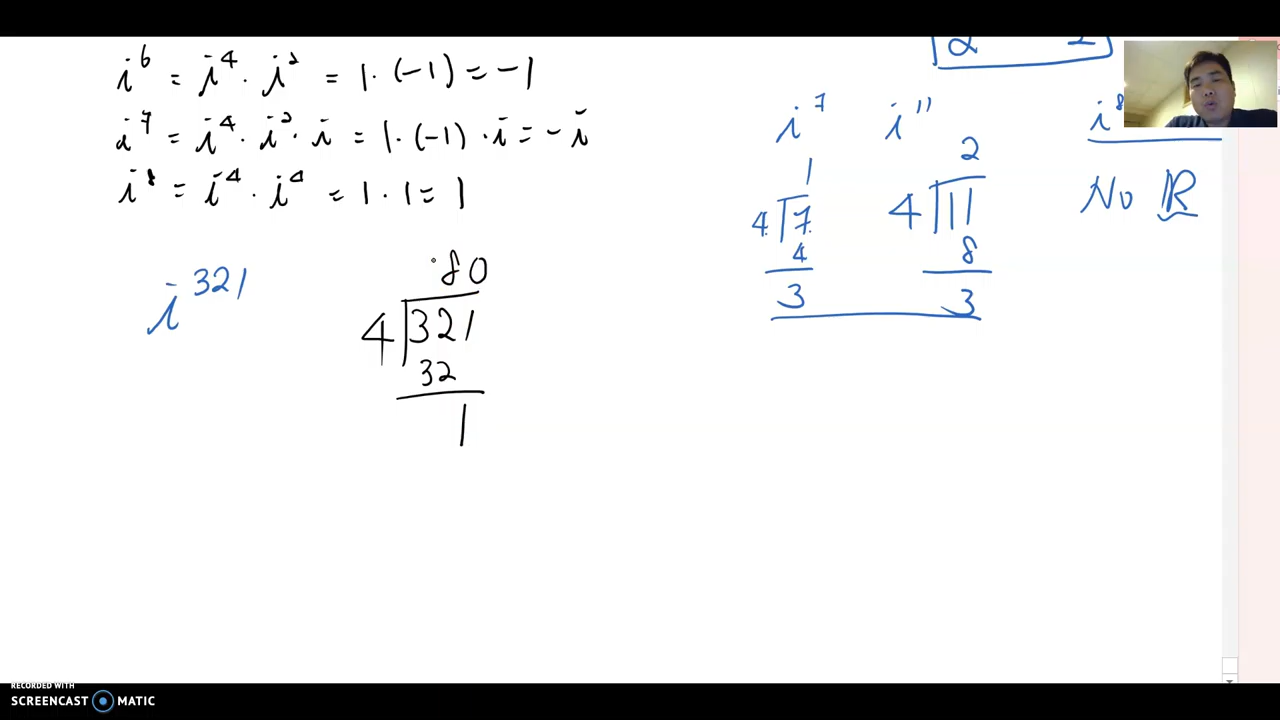 i^6 = i^4 · i^2 = 1 · (-1) = -1
i^7 = i^4 · i^2 · i = 1 · (-1) · i = -i
i^8 = i^4 · i^4 = 1 · 1 = 1
i^321
80
4 321
32
1
i^7
1
4 7
4
3
i^11
2
4 11
8
3
i^8
No R
RECORDED WITH
SCREENCAST MATIC